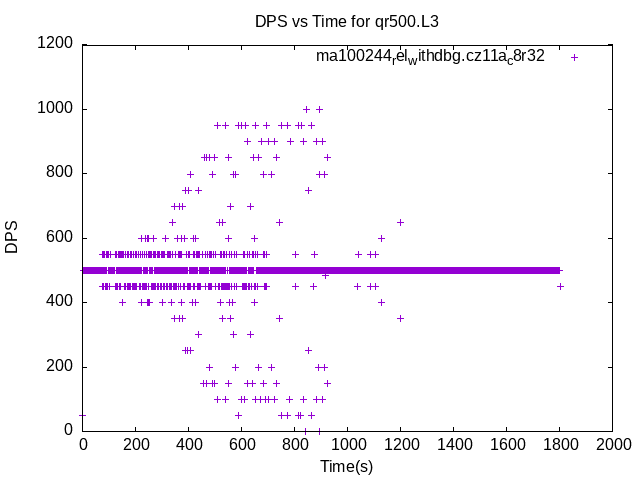 DPS vs Time for qr500.L3
ma100244relwithdbg.cz11ac8r32
1200
1000
800
600
400
200
0
DPS
0 200 400 600 800 1000 1200 1400 1600 1800 2000
Time(s)